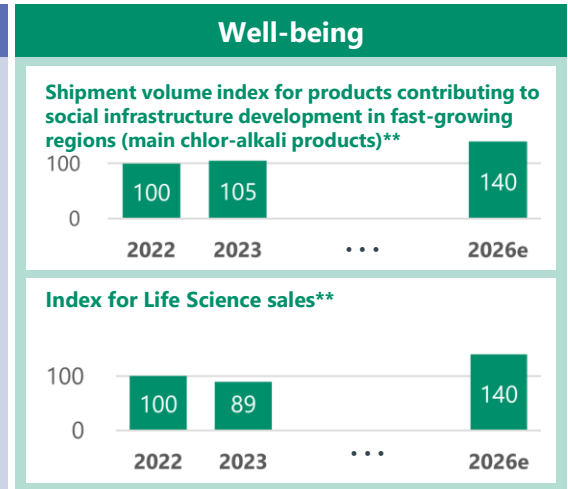 Well-being
Shipment volume index for products contributing to
social infrastructure development in fast-growing
regions (main chlor-alkali products)**
100
0
100
105
140
2022
2023
...
2026e
Index for Life Science sales**
100
0
100
89
140
2022
2023
...
2026e